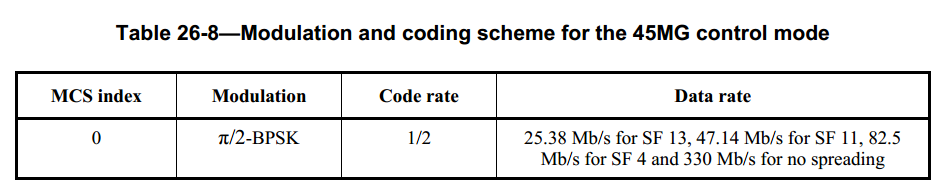 Table 26-8—Modulation and coding scheme for the 45MG control mode
MCS index Modulation Code rate Data rate
0 π/2-BPSK 1/2 25.38 Mb/s for SF 13, 47.14 Mb/s for SF 11, 82.5
Mb/s for SF 4 and 330 Mb/s for no spreading